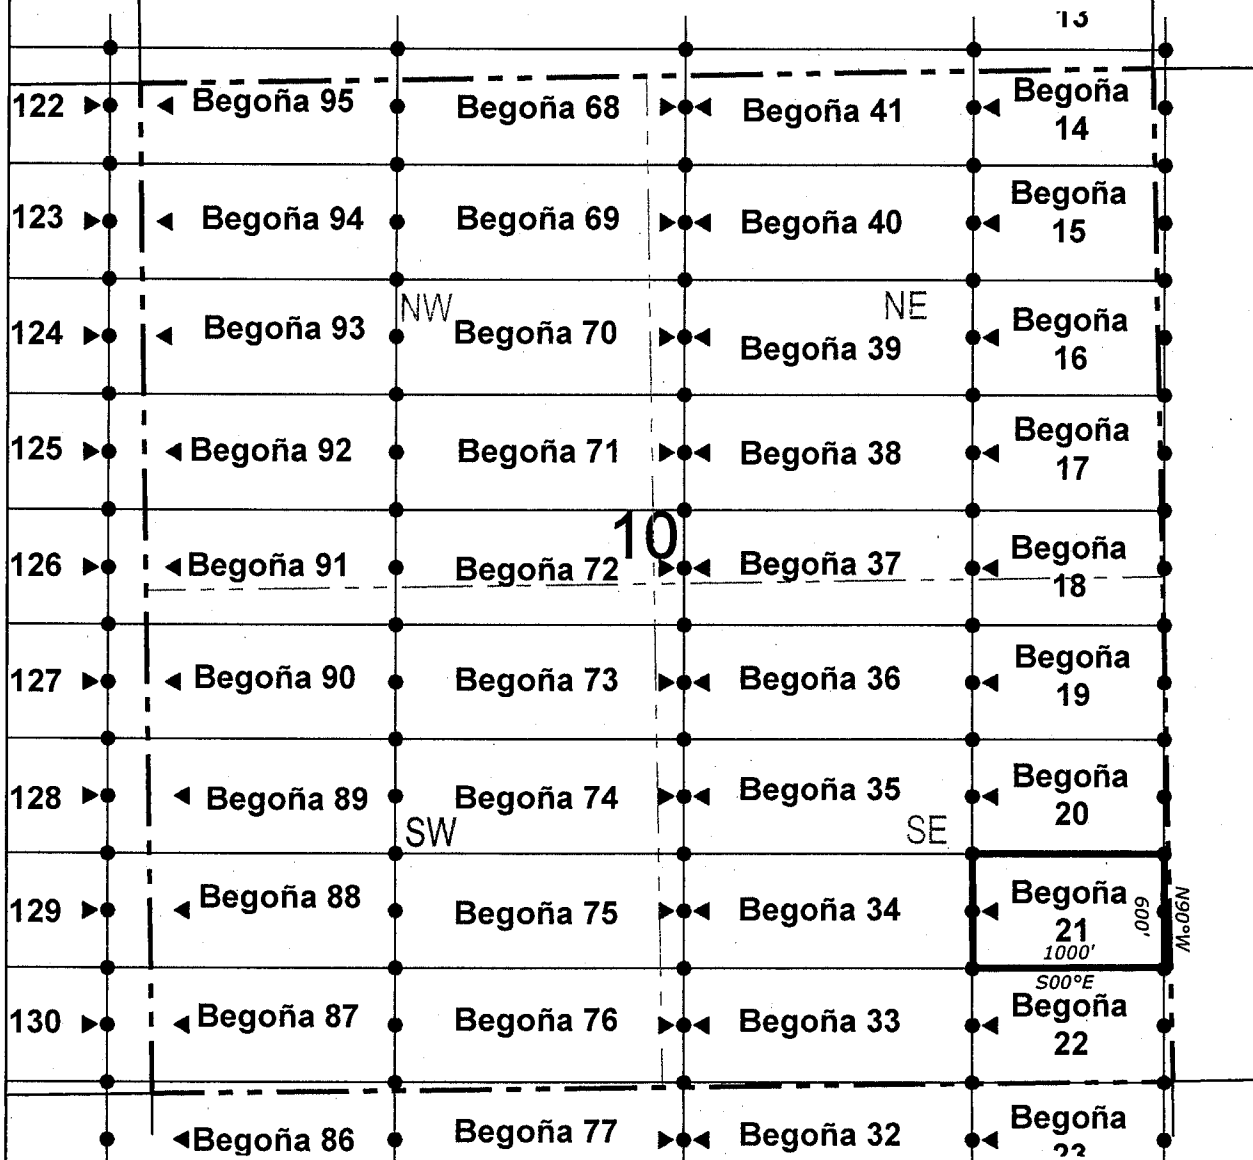 13
122 Begoña 95 Begoña 68 Begoña 41 Begoña
14
123 Begoña 94 Begoña 69 Begoña 40 Begoña
15
NW NE
124 Begoña 93 Begoña 70 Begoña 39 Begoña
16
125 Begoña 92 Begoña 71 Begoña 38 Begoña
17
10
126 Begoña 91 Begoña 72 Begoña 37 Begoña
18
127 Begoña 90 Begoña 73 Begoña 36 Begoña
19
128 Begoña 89 Begoña 74 Begoña 35 Begoña
20
SW SE
129 Begoña 88 Begoña 75 Begoña 34 Begoña
21
600'
N90°W
1000'
S00°E
130 Begoña 87 Begoña 76 Begoña 33 Begoña
22
Begoña 86 Begoña 77 Begoña 32 Begoña
23